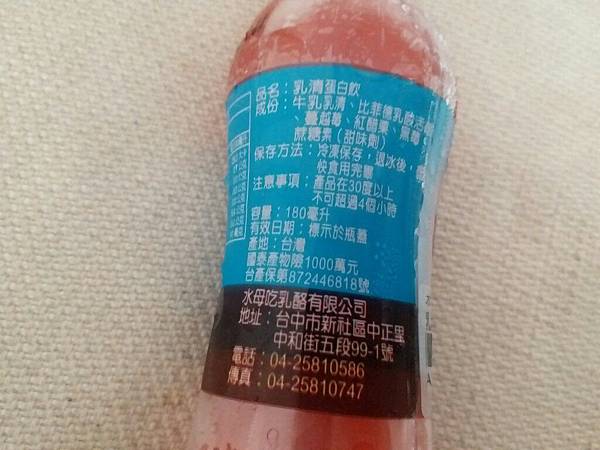 品名：乳清蛋白飲
成份：牛乳乳清、比菲德乳酸活
、蔓越莓、紅醋栗、黑莓
蔗糖素（甜味劑）
保存方法：冷凍保存，退冰後，
快食用完畢
注意事項：產品在30度以上
不可超過4個小時
容量：180毫升
有效日期：標示於瓶蓋
產地：台灣
國泰產物險1000萬元
台產保第872446818號
水母吃乳酪有限公司
地址：台中市新社區中正里
中和街五段99-1號
電話：04-25810586
傳真：04-25810747